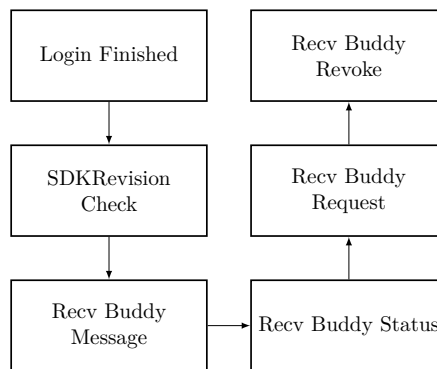 Login Finished
SDKRevision
Check
Recv Buddy
Message
Recv Buddy Status
Recv Buddy
Request
Recv Buddy
Revoke